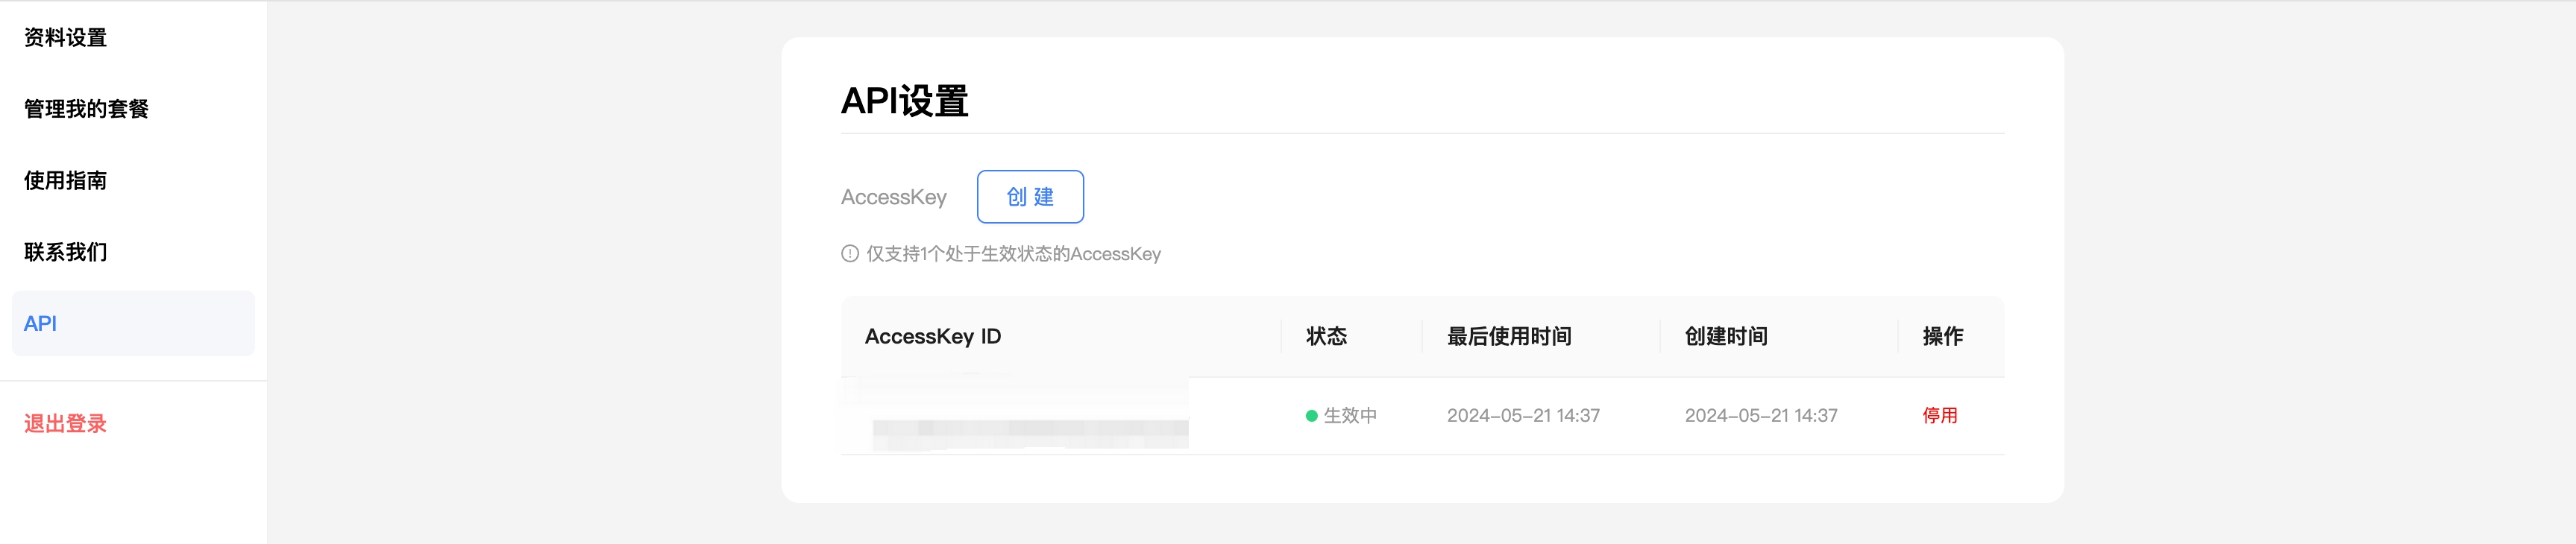 资料设置
管理我的套餐
使用指南
联系我们
API
退出登录
API设置
AccessKey 创 建
仅支持1个处于生效状态的AccessKey
AccessKey ID 状态 最后使用时间 创建时间 操作
生效中 2024-05-21 14:37 2024-05-21 14:37 停用